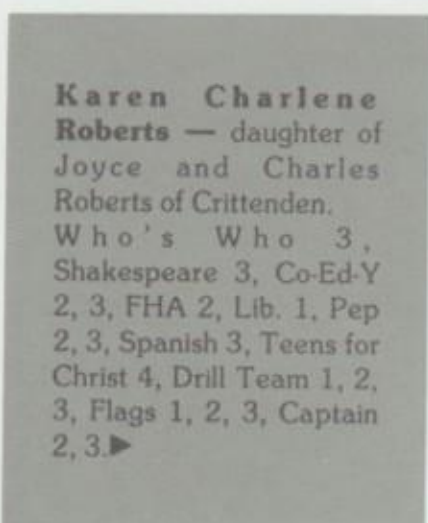 Karen Charlene
Roberts — daughter of
Joyce and Charles
Roberts of Crittenden.
Who's Who 3,
Shakespeare 3, Co-Ed-Y
2, 3, FHA 2, Lib. 1, Pep
2, 3, Spanish 3, Teens for
Christ 4, Drill Team 1, 2,
3, Flags 1, 2, 3, Captain
2, 3.▶